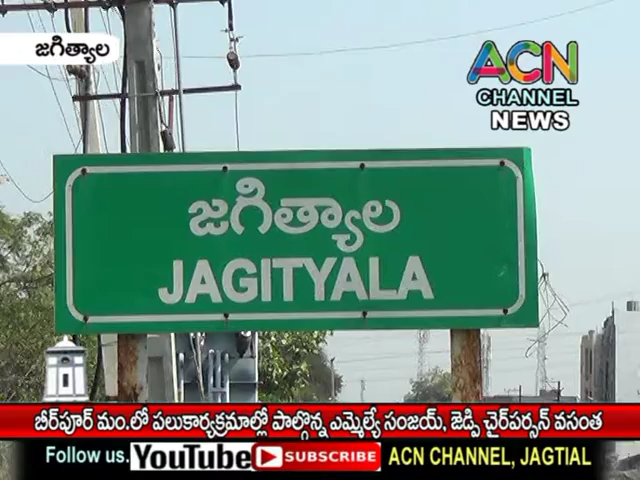 జగిత్యాల
ACN
CHANNEL
NEWS
జగిత్యాల
JAGITYALA
బీర్‌పూర్ మం.లో పలుకార్యక్రమాల్లో పాల్గొన్న ఎమ్మెల్యే సంజయ్, జెడ్పి చైర్‌పర్సన్ వసంత
Follow us. YouTube SUBSCRIBE ACN CHANNEL, JAGTIAL